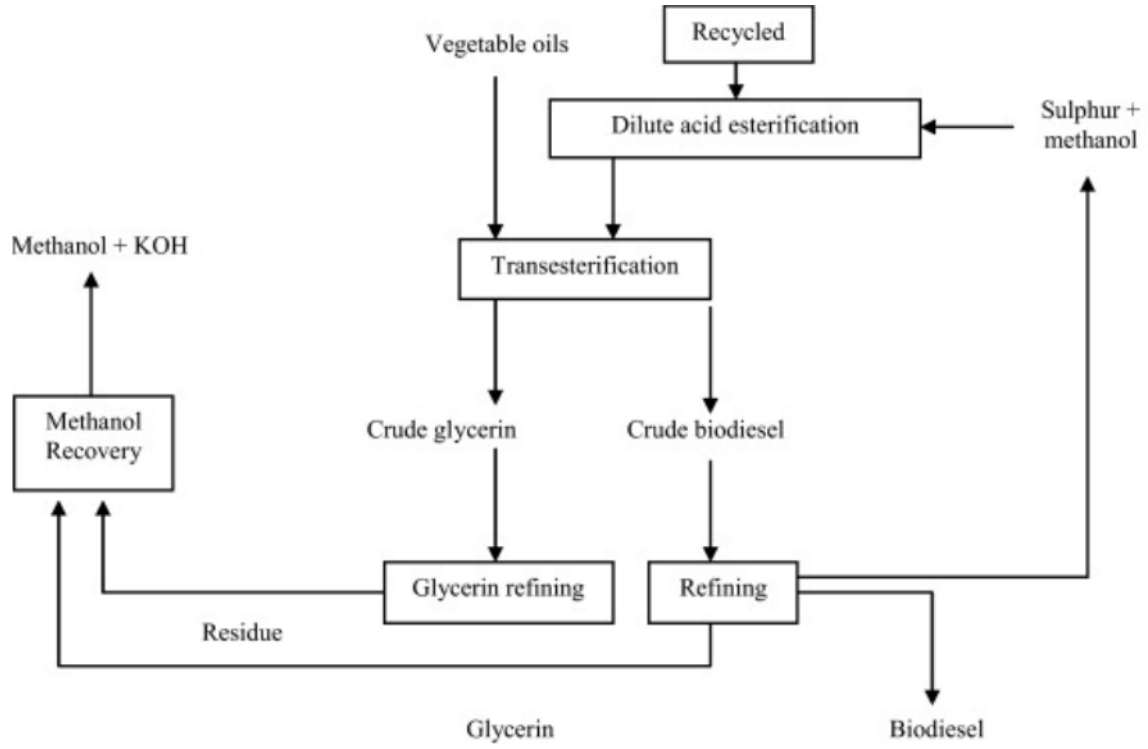 Recycled
Vegetable oils
Dilute acid esterification
Sulphur +
methanol
Methanol + KOH
Transesterification
Methanol
Recovery
Crude glycerin
Crude biodiesel
Glycerin refining
Refining
Residue
Glycerin
Biodiesel